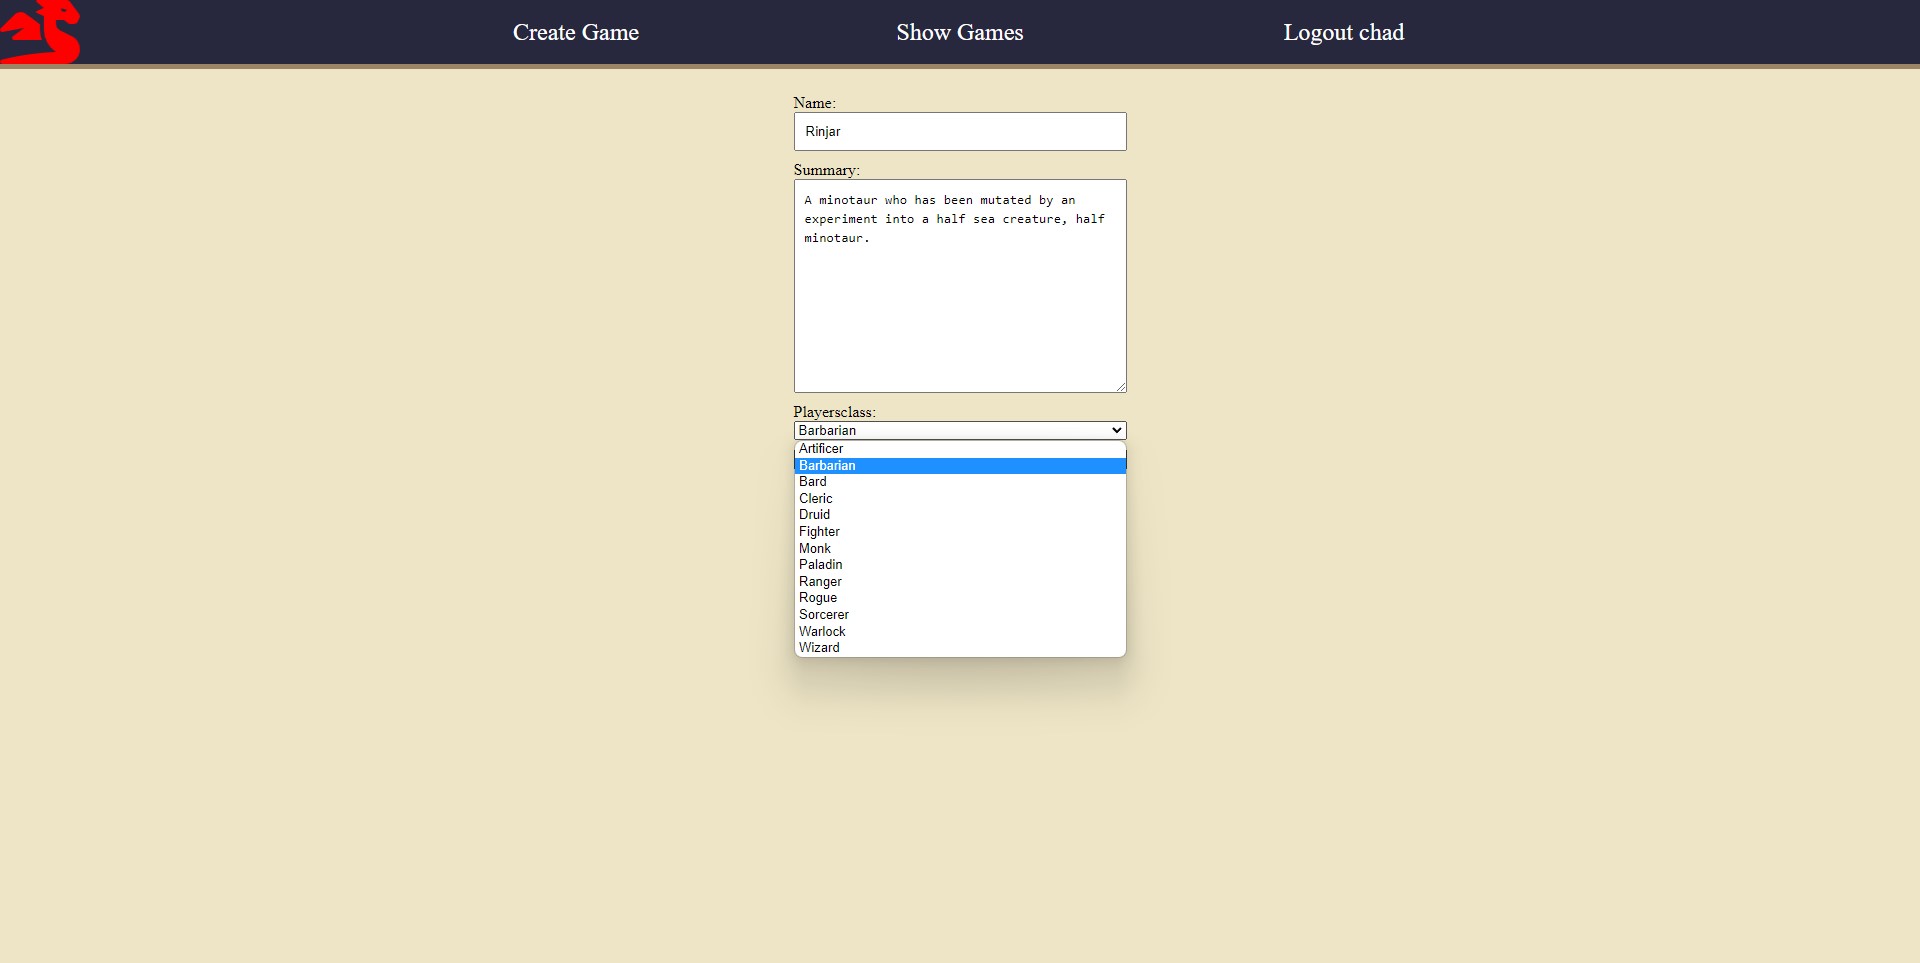 Create Game
Show Games
Logout chad
Name:
Rinjar
Summary:
A minotaur who has been mutated by an
experiment into a half sea creature, half
minotaur.
Playersclass:
Barbarian
Artificer
Barbarian
Bard
Cleric
Druid
Fighter
Monk
Paladin
Ranger
Rogue
Sorcerer
Warlock
Wizard